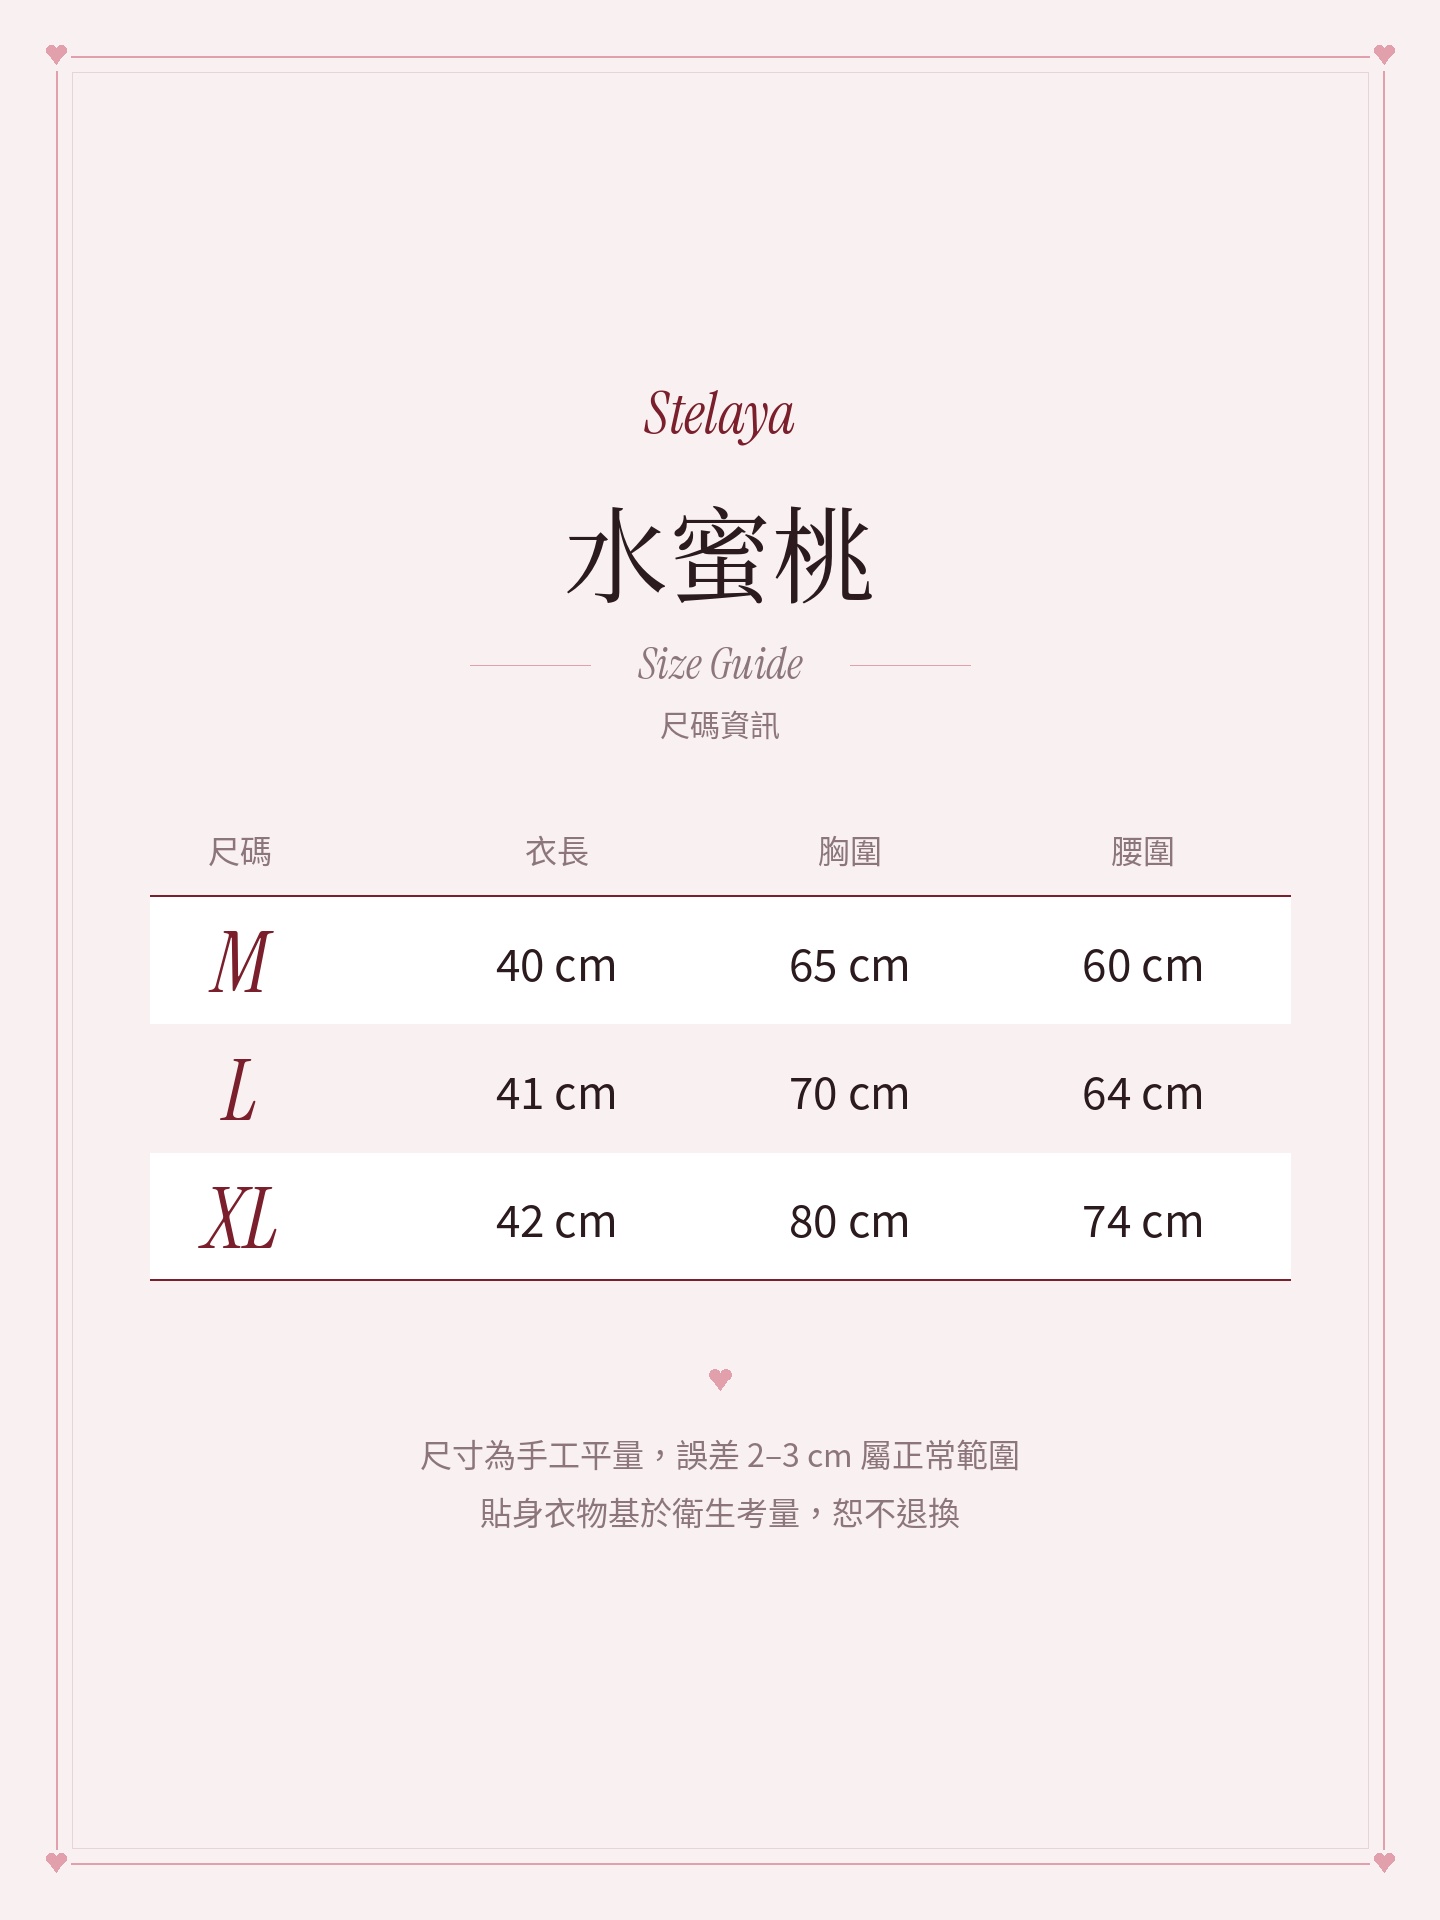 Stelaya
水蜜桃
Size Guide
尺碼資訊
尺碼 衣長 胸圍 腰圍
M 40 cm 65 cm 60 cm
L 41 cm 70 cm 64 cm
XL 42 cm 80 cm 74 cm
尺寸為手工平量，誤差 2–3 cm 屬正常範圍
貼身衣物基於衛生考量，恕不退換